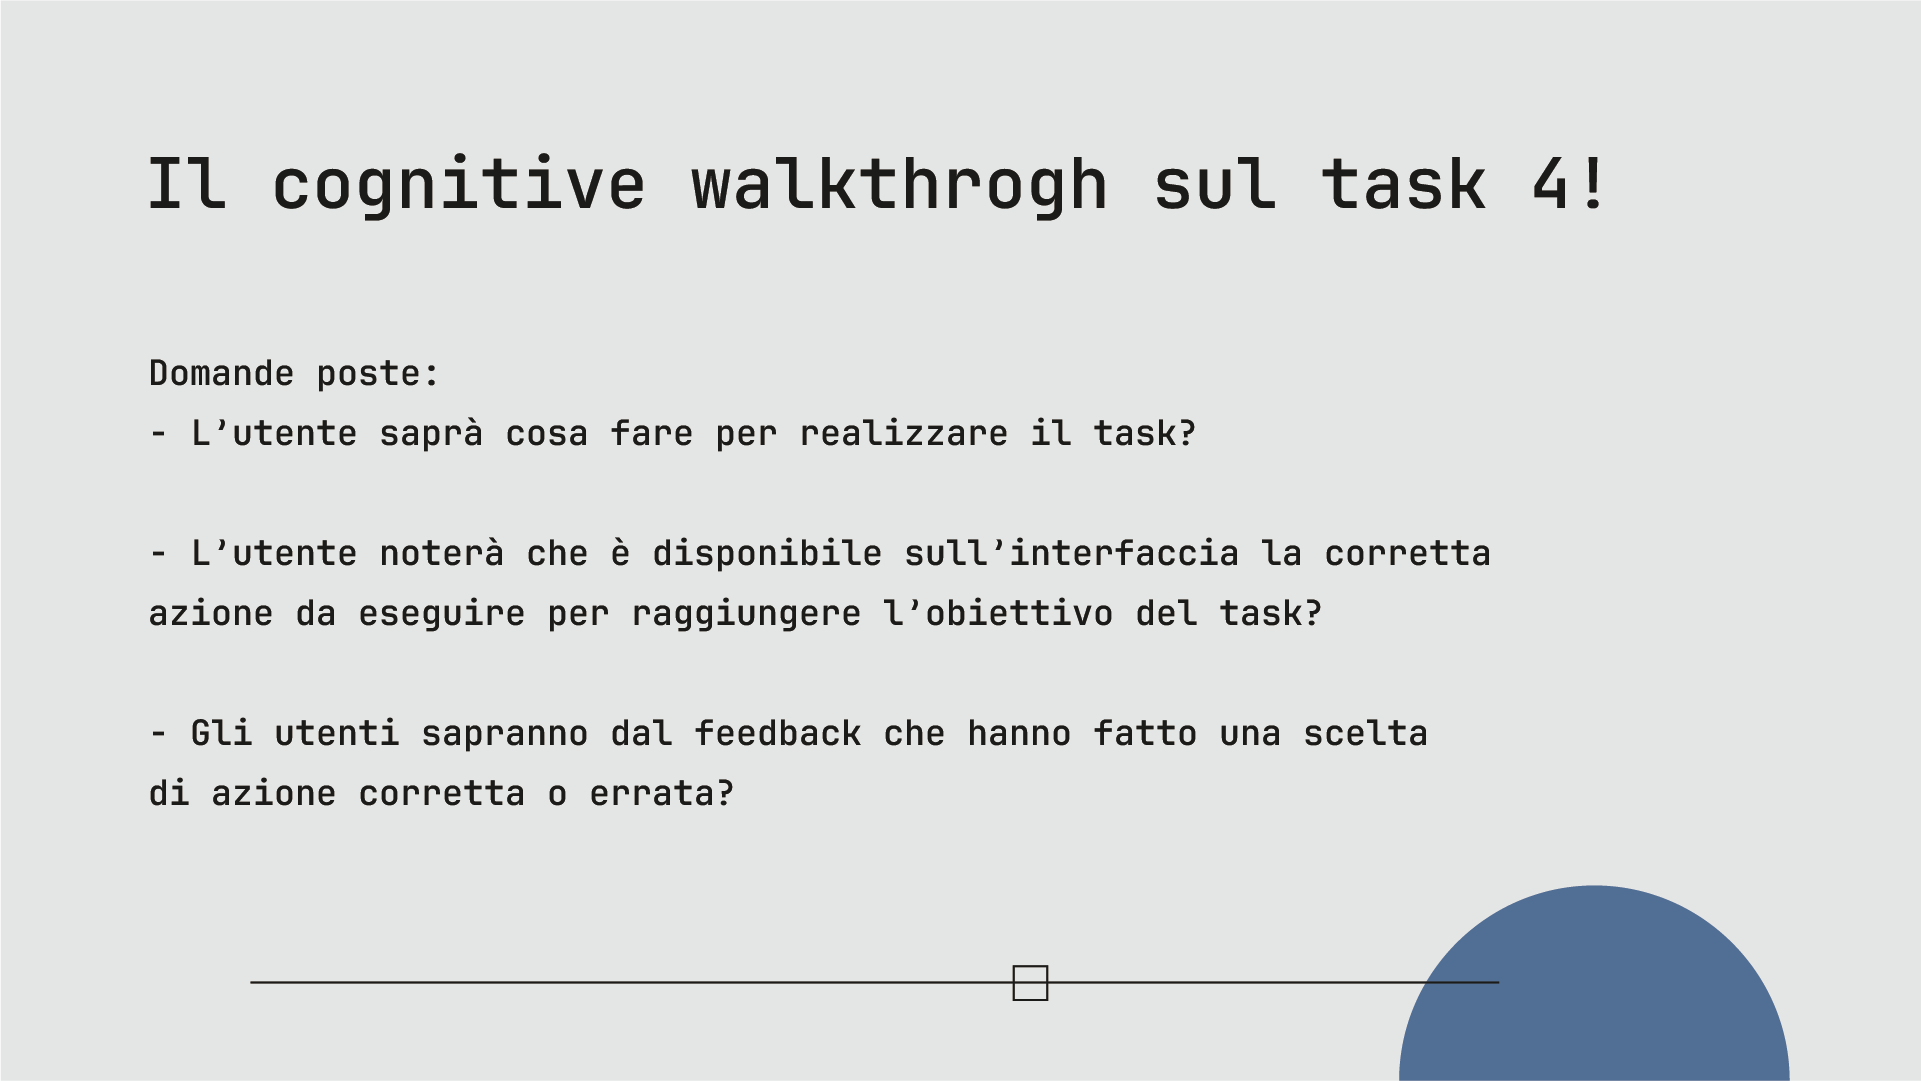 Il cognitive walkthrogh sul task 4!
Domande poste:
- L’utente saprà cosa fare per realizzare il task?
- L’utente noterà che è disponibile sull’interfaccia la corretta
azione da eseguire per raggiungere l’obiettivo del task?
- Gli utenti sapranno dal feedback che hanno fatto una scelta
di azione corretta o errata?